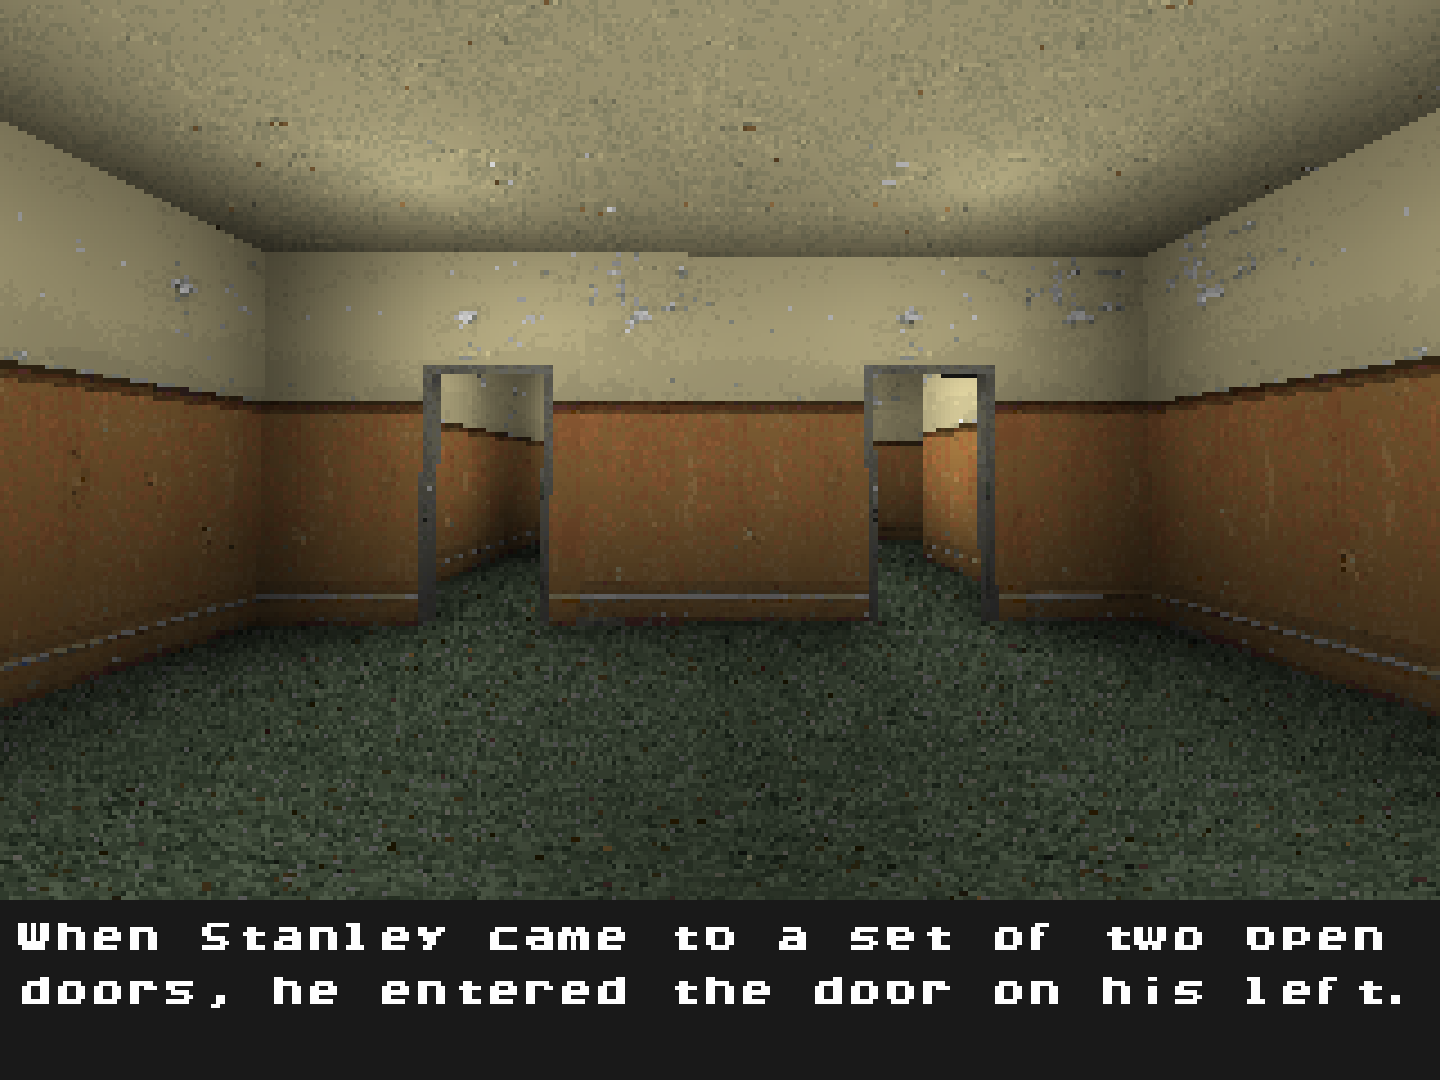 When Stanley came to a set of two open
doors, he entered the door on his left.